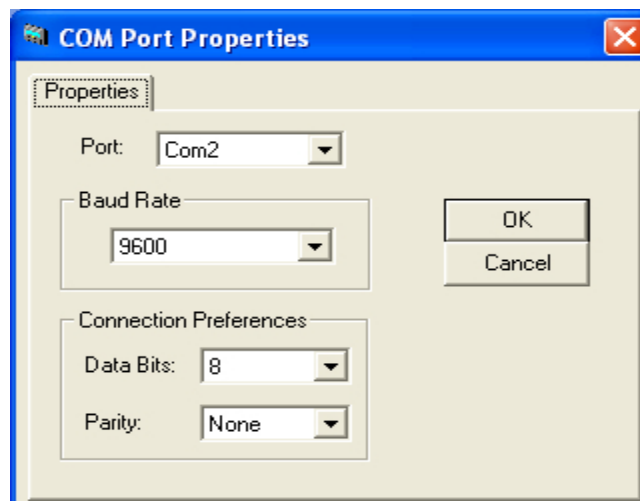 COM Port Properties
Properties
Port: Com2
Baud Rate
9600
OK
Cancel
Connection Preferences
Data Bits: 8
Parity: None